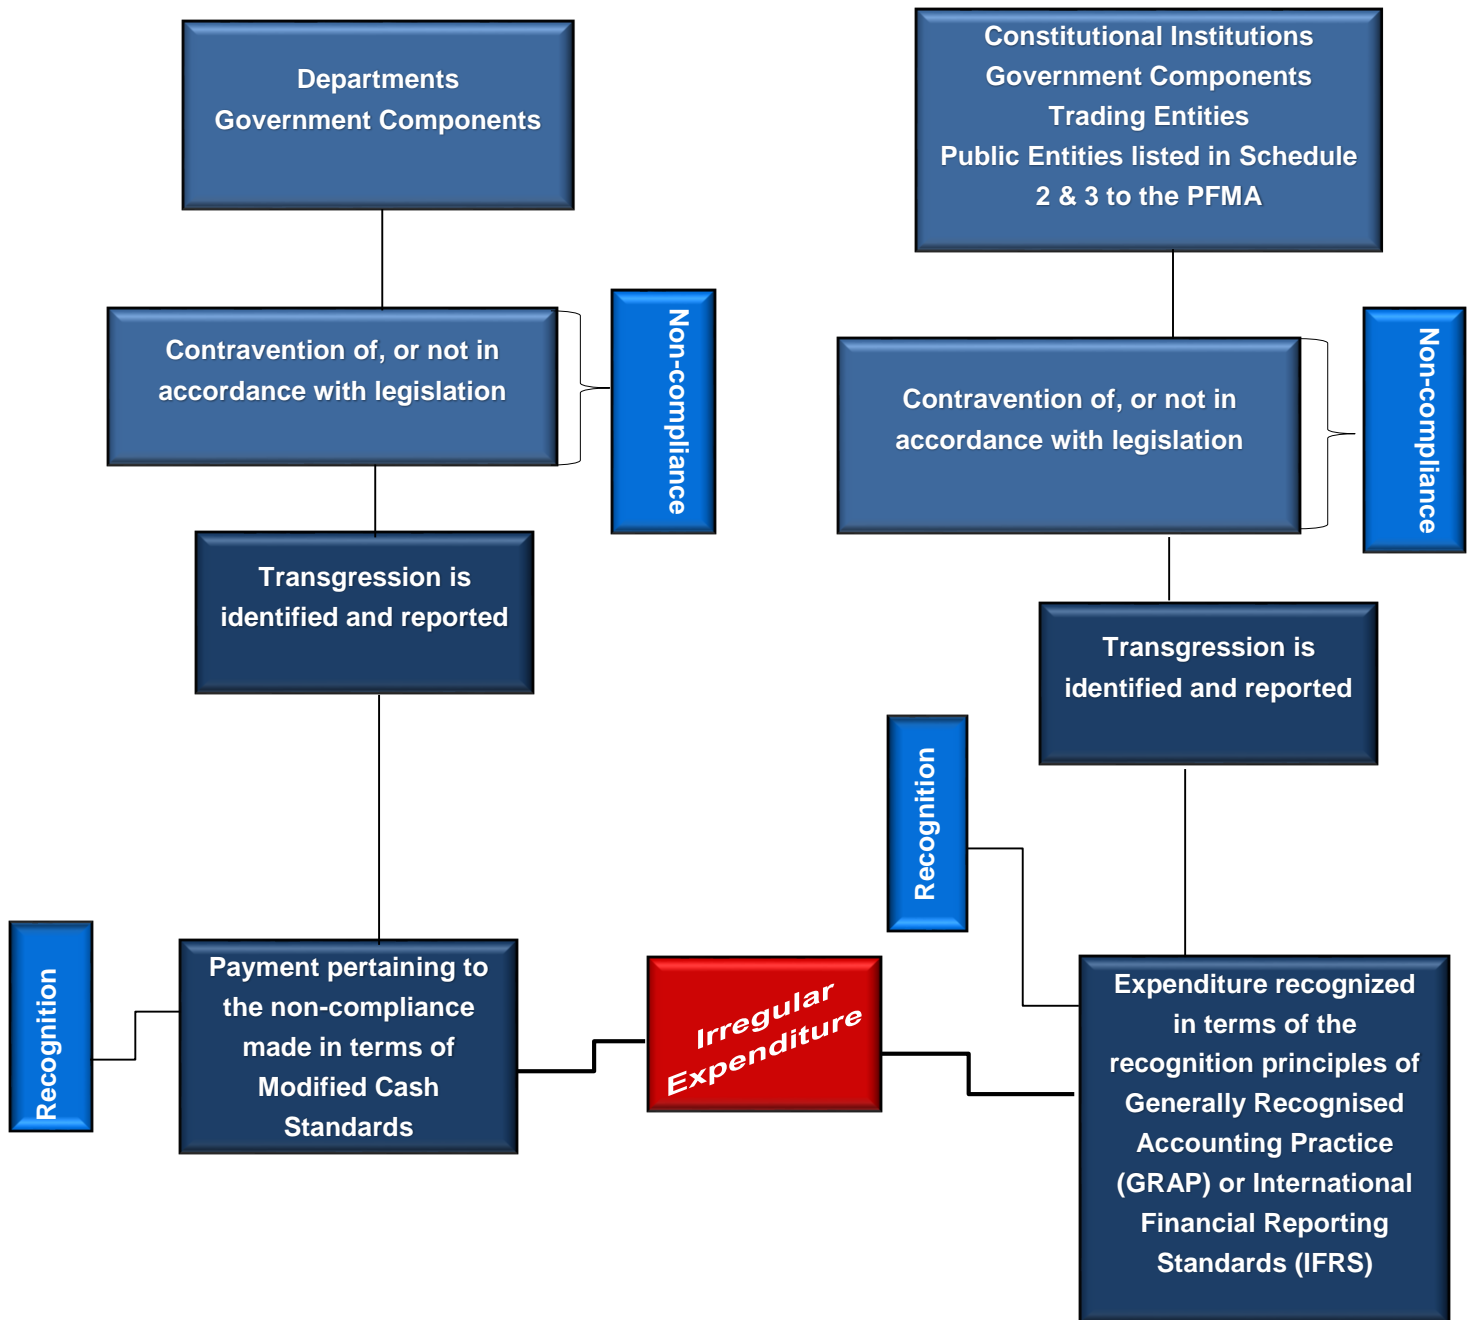 Departments
Government Components
Contravention of, or not in
accordance with legislation
Non-compliance
Transgression is
identified and reported
Recognition
Payment pertaining to
the non-compliance
made in terms of
Modified Cash
Standards
Irregular
Expenditure
Constitutional Institutions
Government Components
Trading Entities
Public Entities listed in Schedule
2 & 3 to the PFMA
Contravention of, or not in
accordance with legislation
Non-compliance
Transgression is
identified and reported
Recognition
Expenditure recognized
in terms of the
recognition principles of
Generally Recognised
Accounting Practice
(GRAP) or International
Financial Reporting
Standards (IFRS)